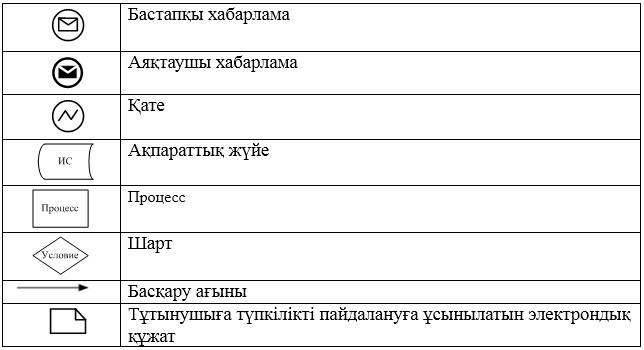 Бастапқы хабарлама
Аяқтаушы хабарлама
Қате
ИС
Ақпараттық жүйе
Процесс
Процесс
Условие
Шарт
Басқару ағыны
Тұтынушыға түпкілікті пайдалануға ұсынылатын электрондық
құжат